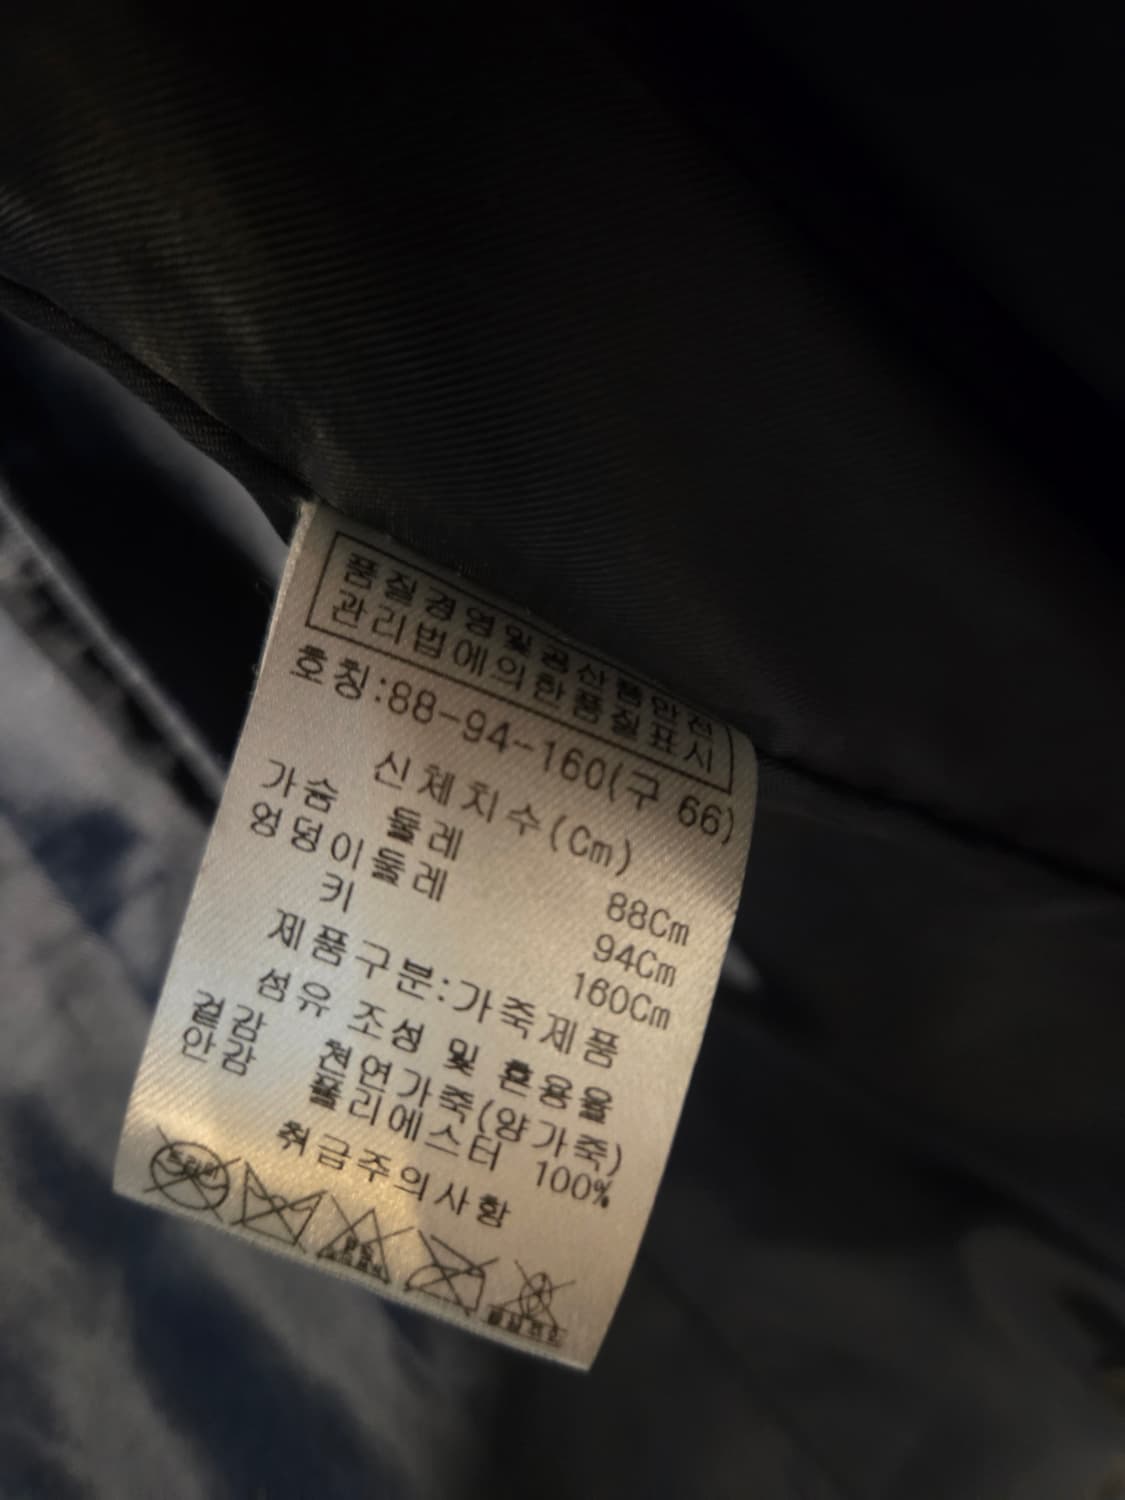 품질경영및공산품안전
관리법에의한품질표시
호칭:88-94-160(구 66)
신체치수(Cm)
가슴 둘레 88Cm
엉덩이둘레 94Cm
키 160Cm
제품구분:가죽제품
섬유 조성 및 혼용율
겉감 천연가죽(양가죽)
안감 폴리에스터 100%
취급주의사항
드라이